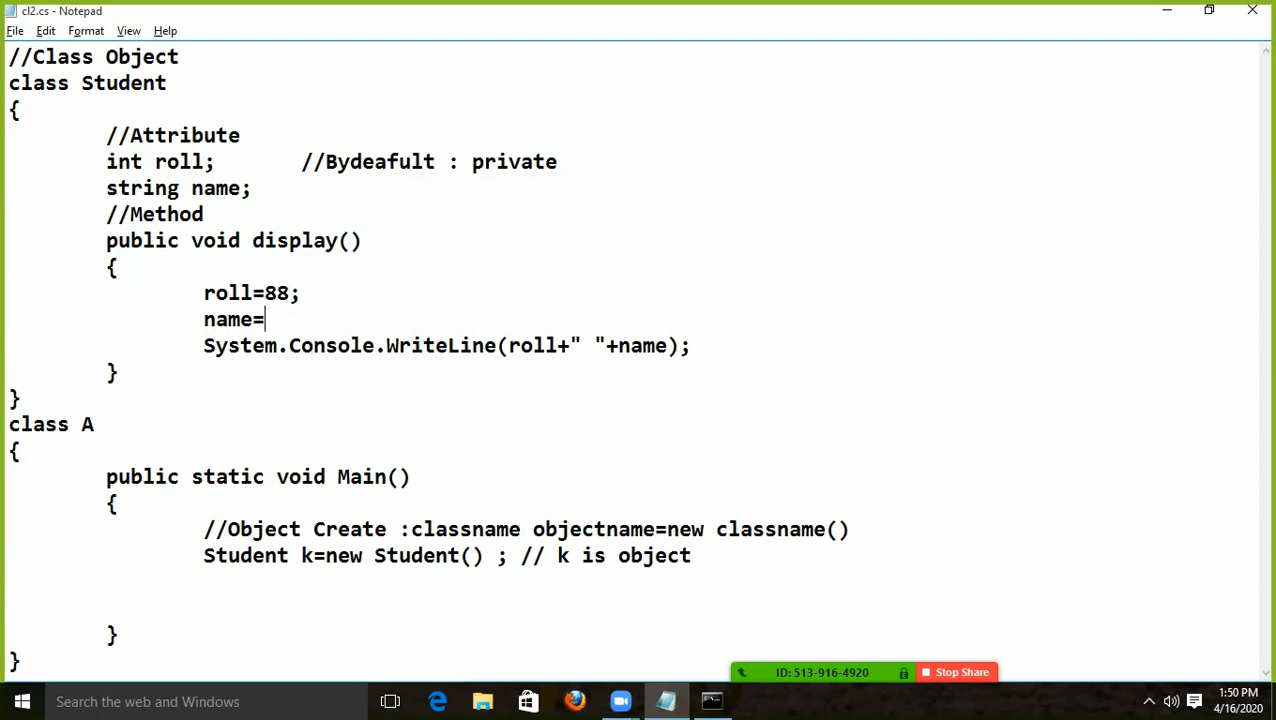 cl2.cs - Notepad
File Edit Format View Help
//Class Object
class Student
{
//Attribute
int roll; //Bydeafult : private
string name;
//Method
public void display()
{
roll=88;
name=
System.Console.WriteLine(roll+" "+name);
}
}
class A
{
public static void Main()
{
//Object Create :classname objectname=new classname()
Student k=new Student() ; // k is object
}
}
ID: 513-916-4920 Stop Share
Search the web and Windows
1:50 PM
4/16/2020